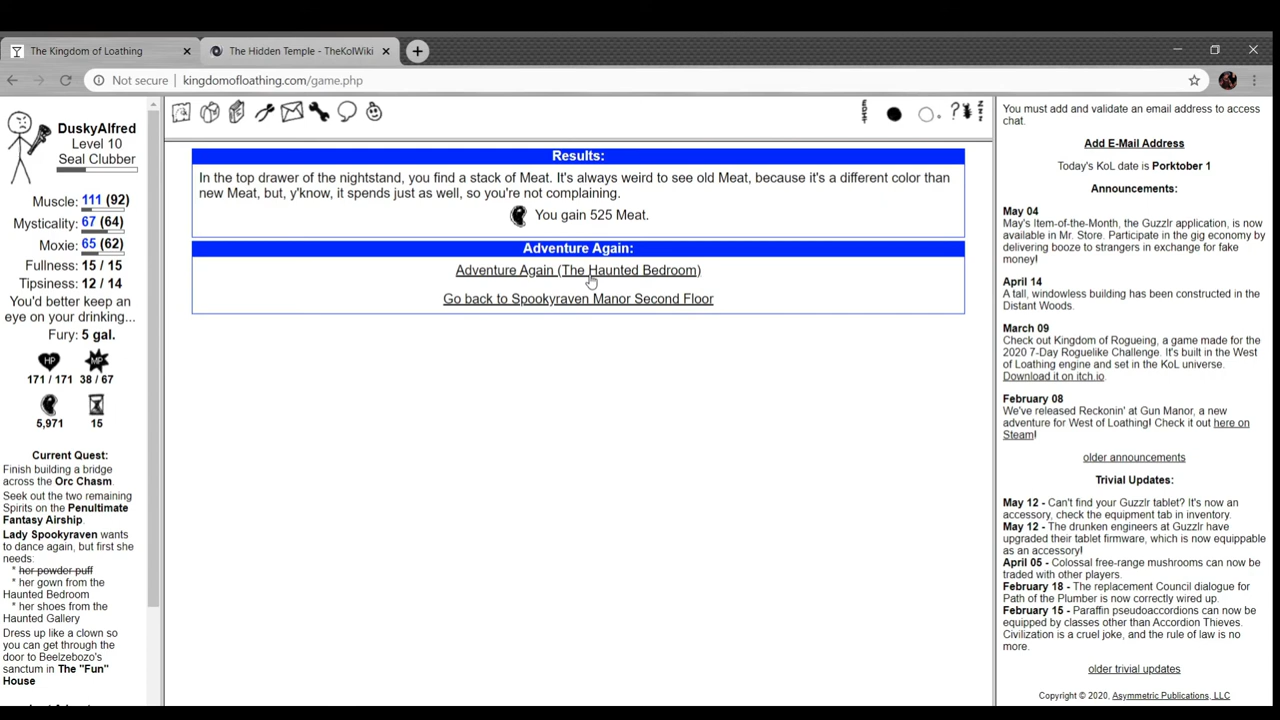 The Kingdom of Loathing
The Hidden Temple - TheKolWiki
Not secure
kingdomofloathing.com/game.php
DuskyAlfred
Level 10
Seal Clubber
Muscle: 111 (92)
Mysticality: 67 (64)
Moxie: 65 (62)
Fullness: 15 / 15
Tipsiness: 12 / 14
You'd better keep an
eye on your drinking...
Fury: 5 gal.
HP
MP
171 / 171
38 / 67
5,971
15
Current Quest:
Finish building a bridge
across the Orc Chasm.
Seek out the two remaining
Spirits on the Penultimate
Fantasy Airship.
Lady Spookyraven wants
to dance again, but first she
needs:
* her powder puff
* her gown from the
Haunted Bedroom
* her shoes from the
Haunted Gallery
Dress up like a clown so
you can get through the
door to Beelzebozo's
sanctum in The "Fun"
House
Results:
In the top drawer of the nightstand, you find a stack of Meat. It's always weird to see old Meat, because it's a different color than
new Meat, but, y'know, it spends just as well, so you're not complaining.
You gain 525 Meat.
Adventure Again:
Adventure Again (The Haunted Bedroom)
Go back to Spookyraven Manor Second Floor
You must add and validate an email address to access
chat.
Add E-Mail Address
Today's KoL date is Porktober 1
Announcements:
May 04
May's Item-of-the-Month, the Guzzlr application, is now
available in Mr. Store. Participate in the gig economy by
delivering booze to strangers in exchange for fake
money!
April 14
A tall, windowless building has been constructed in the
Distant Woods.
March 09
Check out Kingdom of Rogueing, a game made for the
2020 7-Day Roguelike Challenge. It's built in the West
of Loathing engine and set in the KoL universe.
Download it on itch.io.
February 08
We've released Reckonin' at Gun Manor, a new
adventure for West of Loathing! Check it out here on
Steam!
older announcements
Trivial Updates:
May 12 - Can't find your Guzzlr tablet? It's now an
accessory, check the equipment tab in inventory.
May 12 - The drunken engineers at Guzzlr have
upgraded their tablet firmware, which is now equippable
as an accessory!
April 05 - Colossal free-range mushrooms can now be
traded with other players.
February 18 - The replacement Council dialogue for
Path of the Plumber is now correctly wired up.
February 15 - Paraffin pseudoaccordions can now be
equipped by classes other than Accordion Thieves.
Civilization is a cruel joke, and the rule of law is no
more.
older trivial updates
Copyright © 2020, Asymmetric Publications, LLC